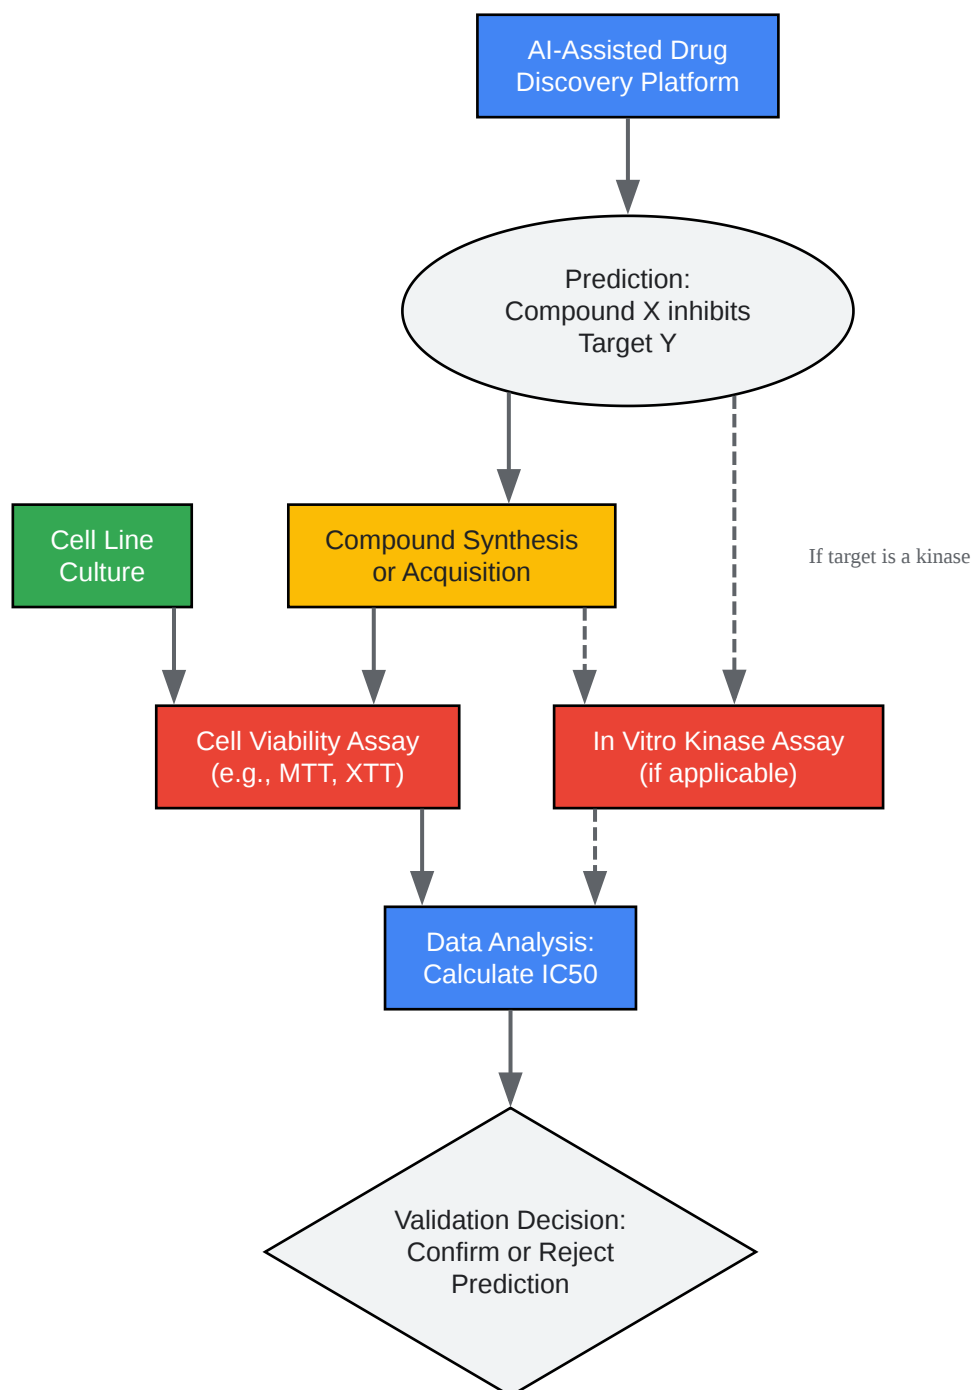 AI-Assisted Drug
Discovery Platform
Prediction:
Compound X inhibits
Target Y
Cell Line
Culture
Compound Synthesis
or Acquisition
If target is a kinase
Cell Viability Assay
(e.g., MTT, XTT)
In Vitro Kinase Assay
(if applicable)
Data Analysis:
Calculate IC50
Validation Decision:
Confirm or Reject
Prediction